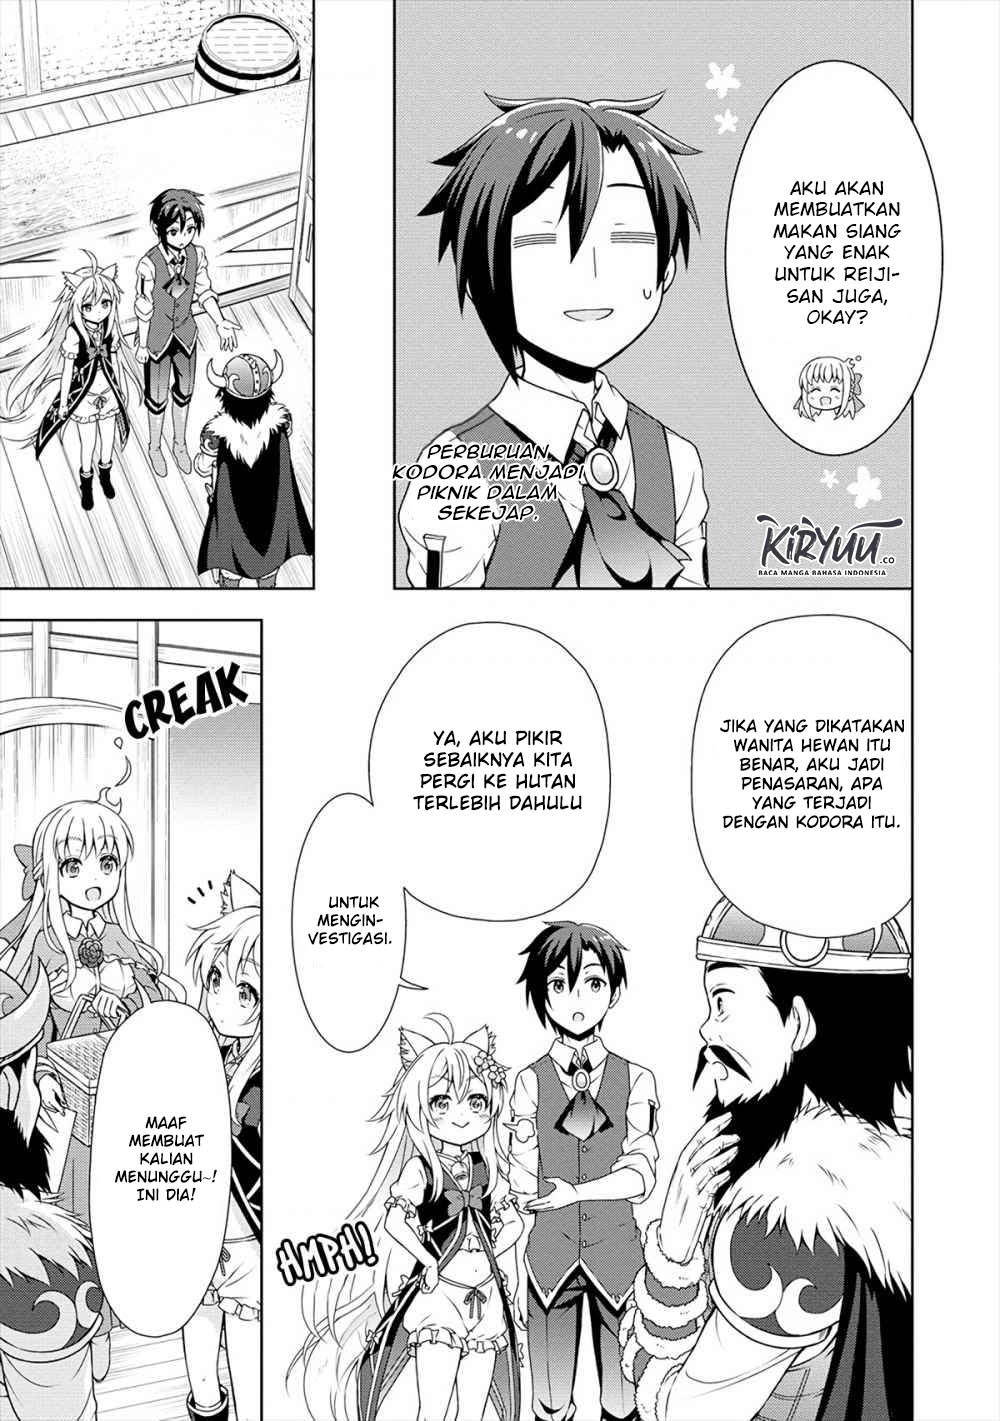 AKU AKAN
MEMBUATKAN
MAKAN SIANG
YANG ENAK
UNTUK REIJI-
SAN JUGA,
OKAY?
PERBURUAN
KODORA MENJADI
PIKNIK DALAM
SEKEJAP.
KIRYUU.CO
BACA MANGA BAHASA INDONESIA
JIKA YANG DIKATAKAN
WANITA HEWAN ITU
BENAR, AKU JADI
PENASARAN, APA
YANG TERJADI
DENGAN KODORA ITU.
YA, AKU PIKIR
SEBAIKNYA KITA
PERGI KE HUTAN
TERLEBIH DAHULU
UNTUK
MENGIN-
VESTIGASI.
HMPH!
CREAK
MAAF
MEMBUAT
KALIAN
MENUNGGU~!
INI DIA!